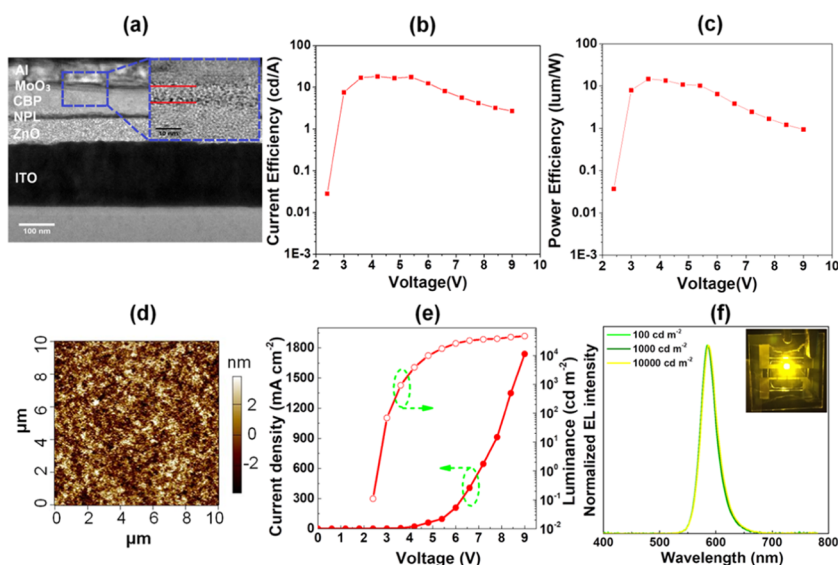 (a)
Al
MoO3
CBP
NPL
ZnO
ITO
10 nm
100 nm
(b)
Current Efficiency (cd/A)
100
10
1
0.1
0.01
1E-3
2 3 4 5 6 7 8 9 10
Voltage(V)
(c)
Power Efficiency (lum/W)
100
10
1
0.1
0.01
1E-3
2 3 4 5 6 7 8 9 10
Voltage(V)
(d)
10
8
6
4
2
0
μm
0 2 4 6 8 10
μm
nm
2
0
-2
(e)
Current density (mA cm-2)
1800
1500
1200
900
600
300
0
0 1 2 3 4 5 6 7 8 9
Voltage (V)
Luminance (cd m-2)
10^4
10^3
10^2
10^1
10^0
10^-1
10^-2
(f)
Normalized EL intensity
100 cd m-2
1000 cd m-2
10000 cd m-2
400 500 600 700 800
Wavelength (nm)